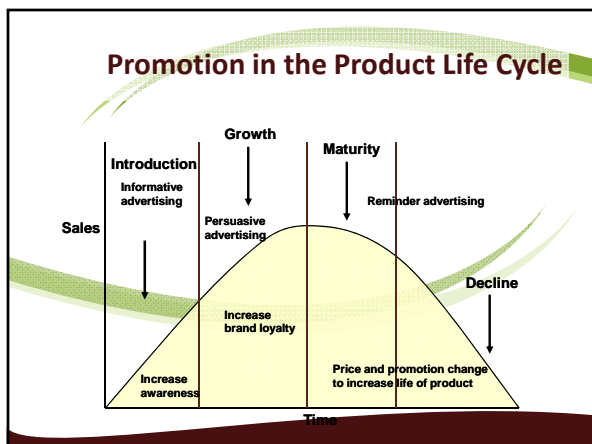 Promotion in the Product Life Cycle
Growth
Introduction
Maturity
Informative
advertising
Reminder advertising
Persuasive
advertising
Sales
Decline
Increase
brand loyalty
Price and promotion change
to increase life of product
Increase
awareness
Time